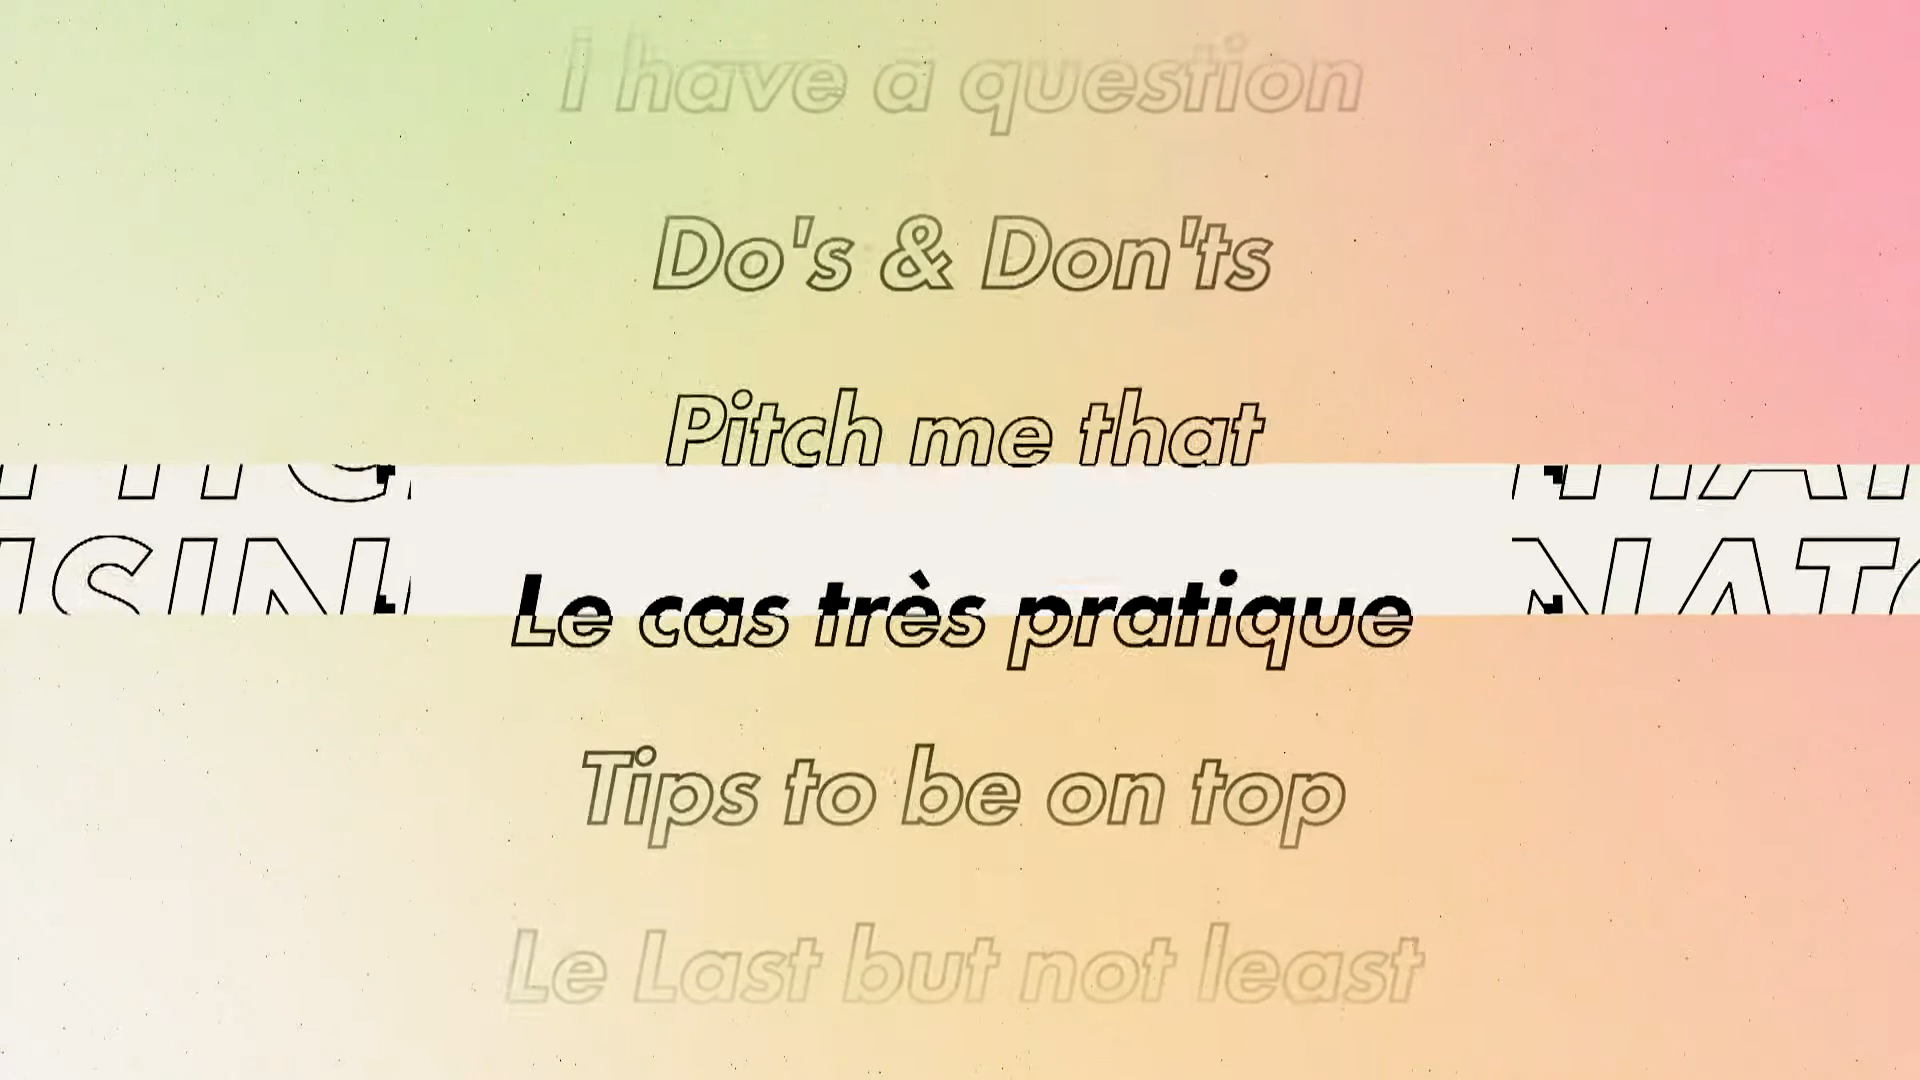 I have a question
Do's & Don'ts
Pitch me that
Le cas très pratique
Tips to be on top
Le Last but not least